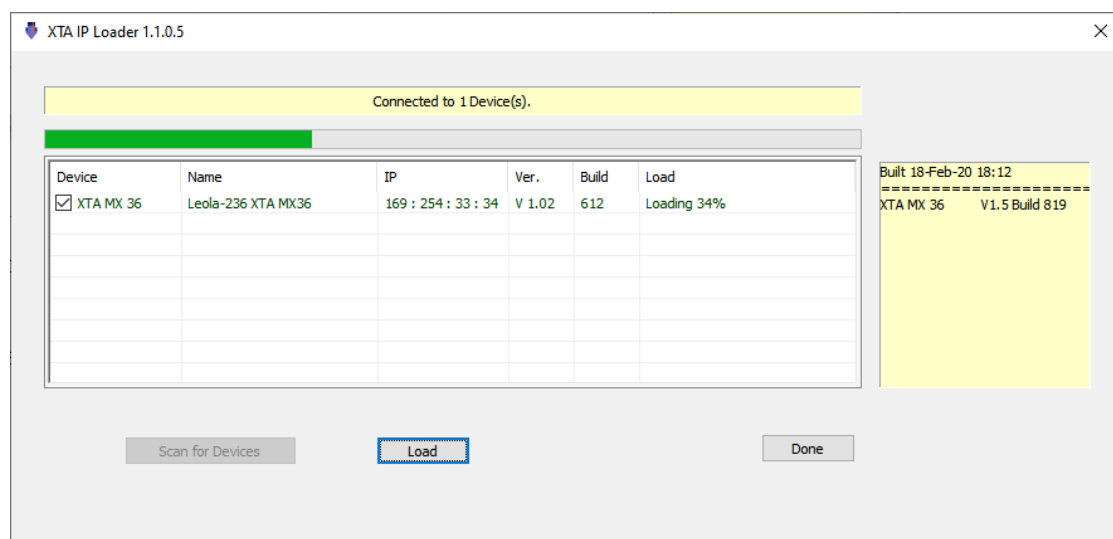 XTA IP Loader 1.1.0.5
Connected to 1 Device(s).
Device Name IP Ver. Build Load
XTA MX 36 Leola-236 XTA MX36 169 : 254 : 33 : 34 V 1.02 612 Loading 34%
Built 18-Feb-20 18:12
======================
XTA MX 36 V1.5 Build 819
Scan for Devices Load Done